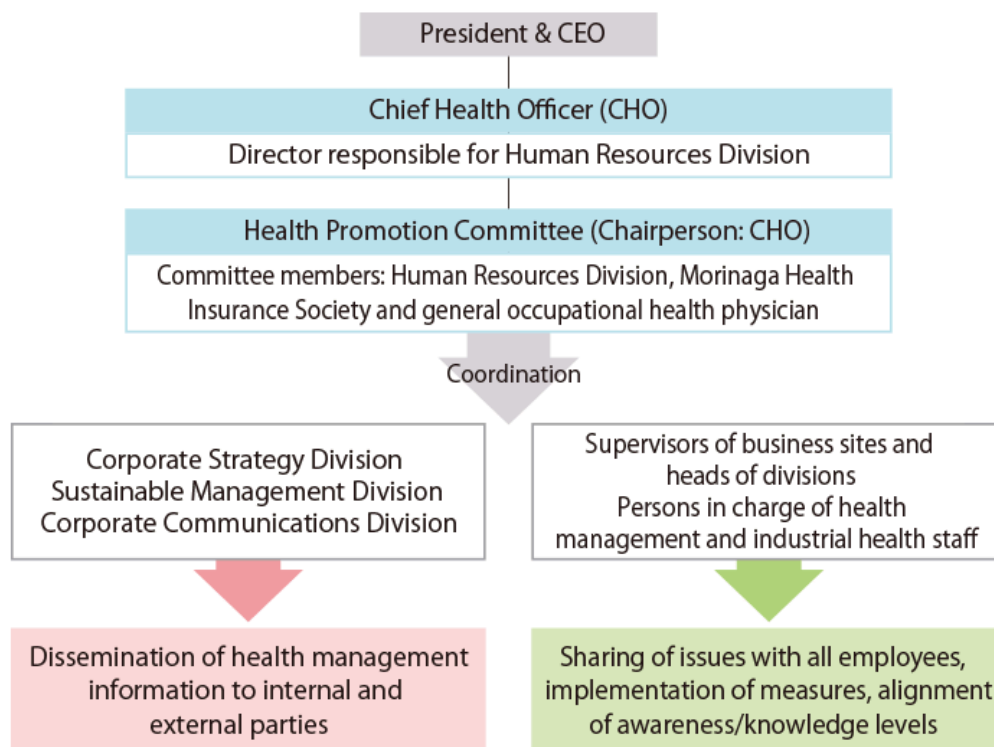 President & CEO
Chief Health Officer (CHO)
Director responsible for Human Resources Division
Health Promotion Committee (Chairperson: CHO)
Committee members: Human Resources Division, Morinaga Health
Insurance Society and general occupational health physician
Coordination
Corporate Strategy Division
Sustainable Management Division
Corporate Communications Division
Supervisors of business sites and
heads of divisions
Persons in charge of health
management and industrial health staff
Dissemination of health management
information to internal and
external parties
Sharing of issues with all employees,
implementation of measures, alignment
of awareness/knowledge levels